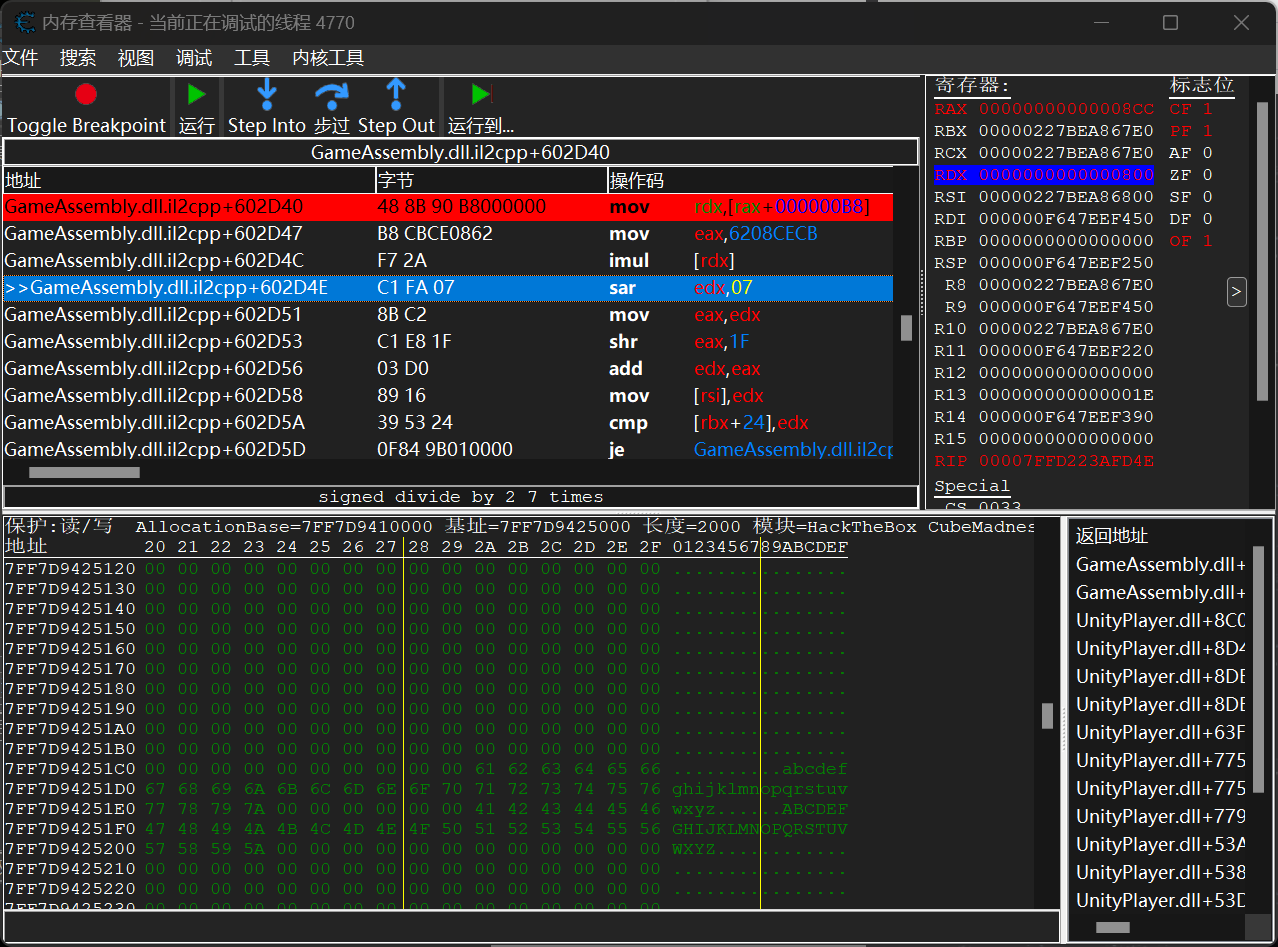 内存查看器 - 当前正在调试的线程 4770
文件 搜索 视图 调试 工具 内核工具
Toggle Breakpoint 运行 Step Into 步过 Step Out 运行到...
GameAssembly.dll.il2cpp+602D40
地址 字节 操作码
GameAssembly.dll.il2cpp+602D40 48 8B 90 B8000000 mov rdx,[rax+000000B8]
GameAssembly.dll.il2cpp+602D47 B8 CBCE0862 mov eax,6208CECB
GameAssembly.dll.il2cpp+602D4C F7 2A imul [rdx]
>>GameAssembly.dll.il2cpp+602D4E C1 FA 07 sar edx,07
GameAssembly.dll.il2cpp+602D51 8B C2 mov eax,edx
GameAssembly.dll.il2cpp+602D53 C1 E8 1F shr eax,1F
GameAssembly.dll.il2cpp+602D56 03 D0 add edx,eax
GameAssembly.dll.il2cpp+602D58 89 16 mov [rsi],edx
GameAssembly.dll.il2cpp+602D5A 39 53 24 cmp [rbx+24],edx
GameAssembly.dll.il2cpp+602D5D 0F84 9B010000 je GameAssembly.dll.il2cp
signed divide by 2 7 times
寄存器: 标志位
RAX 00000000000008CC CF 1
RBX 00000227BEA867E0 PF 1
RCX 00000227BEA867E0 AF 0
RDX 0000000000000800 ZF 0
RSI 00000227BEA86800 SF 0
RDI 000000F647EEF450 DF 0
RBP 0000000000000000 OF 1
RSP 000000F647EEF250
R8 00000227BEA867E0
R9 000000F647EEF450
R10 00000227BEA867E0
R11 000000F647EEF220
R12 0000000000000000
R13 000000000000001E
R14 000000F647EEF390
R15 0000000000000000
RIP 00007FFD223AFD4E
Special
CS 0033
>
保护:读/写 AllocationBase=7FF7D9410000 基址=7FF7D9425000 长度=2000 模块=HackTheBox CubeMadnes
地址 20 21 22 23 24 25 26 27 28 29 2A 2B 2C 2D 2E 2F 0123456789ABCDEF
7FF7D9425120 00 00 00 00 00 00 00 00 00 00 00 00 00 00 00 00 ................
7FF7D9425130 00 00 00 00 00 00 00 00 00 00 00 00 00 00 00 00 ................
7FF7D9425140 00 00 00 00 00 00 00 00 00 00 00 00 00 00 00 00 ................
7FF7D9425150 00 00 00 00 00 00 00 00 00 00 00 00 00 00 00 00 ................
7FF7D9425160 00 00 00 00 00 00 00 00 00 00 00 00 00 00 00 00 ................
7FF7D9425170 00 00 00 00 00 00 00 00 00 00 00 00 00 00 00 00 ................
7FF7D9425180 00 00 00 00 00 00 00 00 00 00 00 00 00 00 00 00 ................
7FF7D9425190 00 00 00 00 00 00 00 00 00 00 00 00 00 00 00 00 ................
7FF7D94251A0 00 00 00 00 00 00 00 00 00 00 00 00 00 00 00 00 ................
7FF7D94251B0 00 00 00 00 00 00 00 00 00 00 00 00 00 00 00 00 ................
7FF7D94251C0 00 00 00 00 00 00 00 00 00 00 61 62 63 64 65 66 ..........abcdef
7FF7D94251D0 67 68 69 6A 6B 6C 6D 6E 6F 70 71 72 73 74 75 76 ghijklmnopqrstuv
7FF7D94251E0 77 78 79 7A 00 00 00 00 00 00 41 42 43 44 45 46 wxyz......ABCDEF
7FF7D94251F0 47 48 49 4A 4B 4C 4D 4E 4F 50 51 52 53 54 55 56 GHIJKLMNOPQRSTUV
7FF7D9425200 57 58 59 5A 00 00 00 00 00 00 00 00 00 00 00 00 WXYZ............
7FF7D9425210 00 00 00 00 00 00 00 00 00 00 00 00 00 00 00 00 ................
7FF7D9425220 00 00 00 00 00 00 00 00 00 00 00 00 00 00 00 00 ................
7FF7D9425230 00 00 00 00 00 00 00 00 00 00 00 00 00 00 00 00 ................
返回地址
GameAssembly.dll+
GameAssembly.dll+
UnityPlayer.dll+8C0
UnityPlayer.dll+8D4
UnityPlayer.dll+8DE
UnityPlayer.dll+8DE
UnityPlayer.dll+63F
UnityPlayer.dll+775
UnityPlayer.dll+775
UnityPlayer.dll+779
UnityPlayer.dll+53A
UnityPlayer.dll+538
UnityPlayer.dll+53D